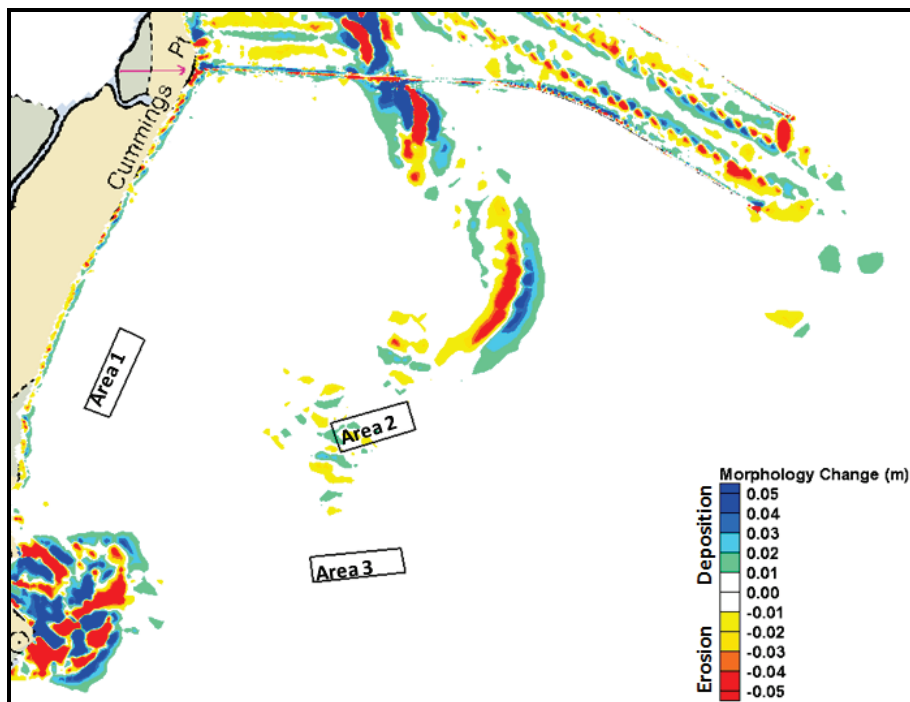 Cummings Pt
Area 1
Area 2
Area 3
Morphology Change (m)
Deposition
Erosion
0.05
0.04
0.03
0.02
0.01
0.00
-0.01
-0.02
-0.03
-0.04
-0.05